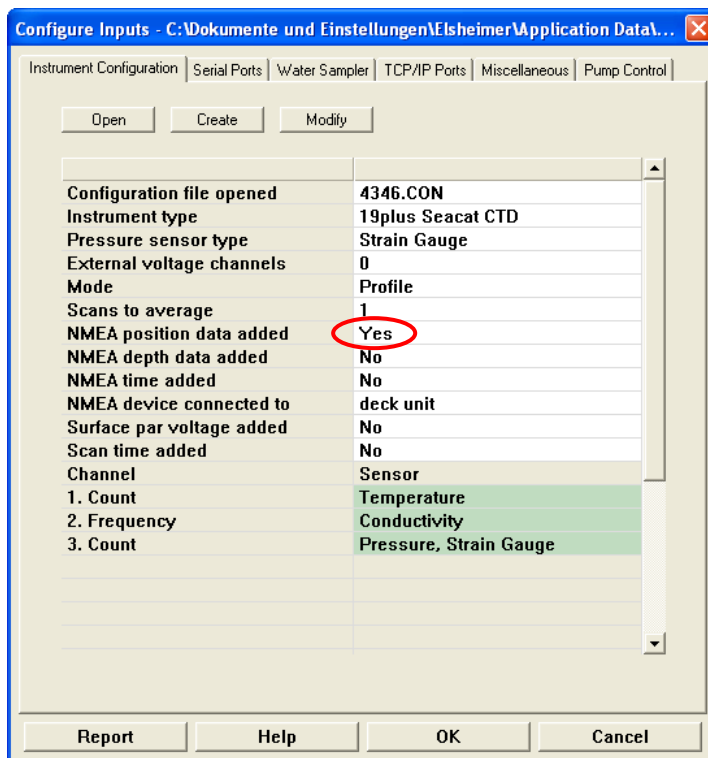 Configure Inputs - C:\Dokumente und Einstellungen\Elsheimer\Application Data\...
Instrument Configuration Serial Ports Water Sampler TCP/IP Ports Miscellaneous Pump Control
Open Create Modify
Configuration file opened 4346.CON
Instrument type 19plus Seacat CTD
Pressure sensor type Strain Gauge
External voltage channels 0
Mode Profile
Scans to average 1
NMEA position data added Yes
NMEA depth data added No
NMEA time added No
NMEA device connected to deck unit
Surface par voltage added No
Scan time added No
Channel Sensor
1. Count Temperature
2. Frequency Conductivity
3. Count Pressure, Strain Gauge
Report Help OK Cancel